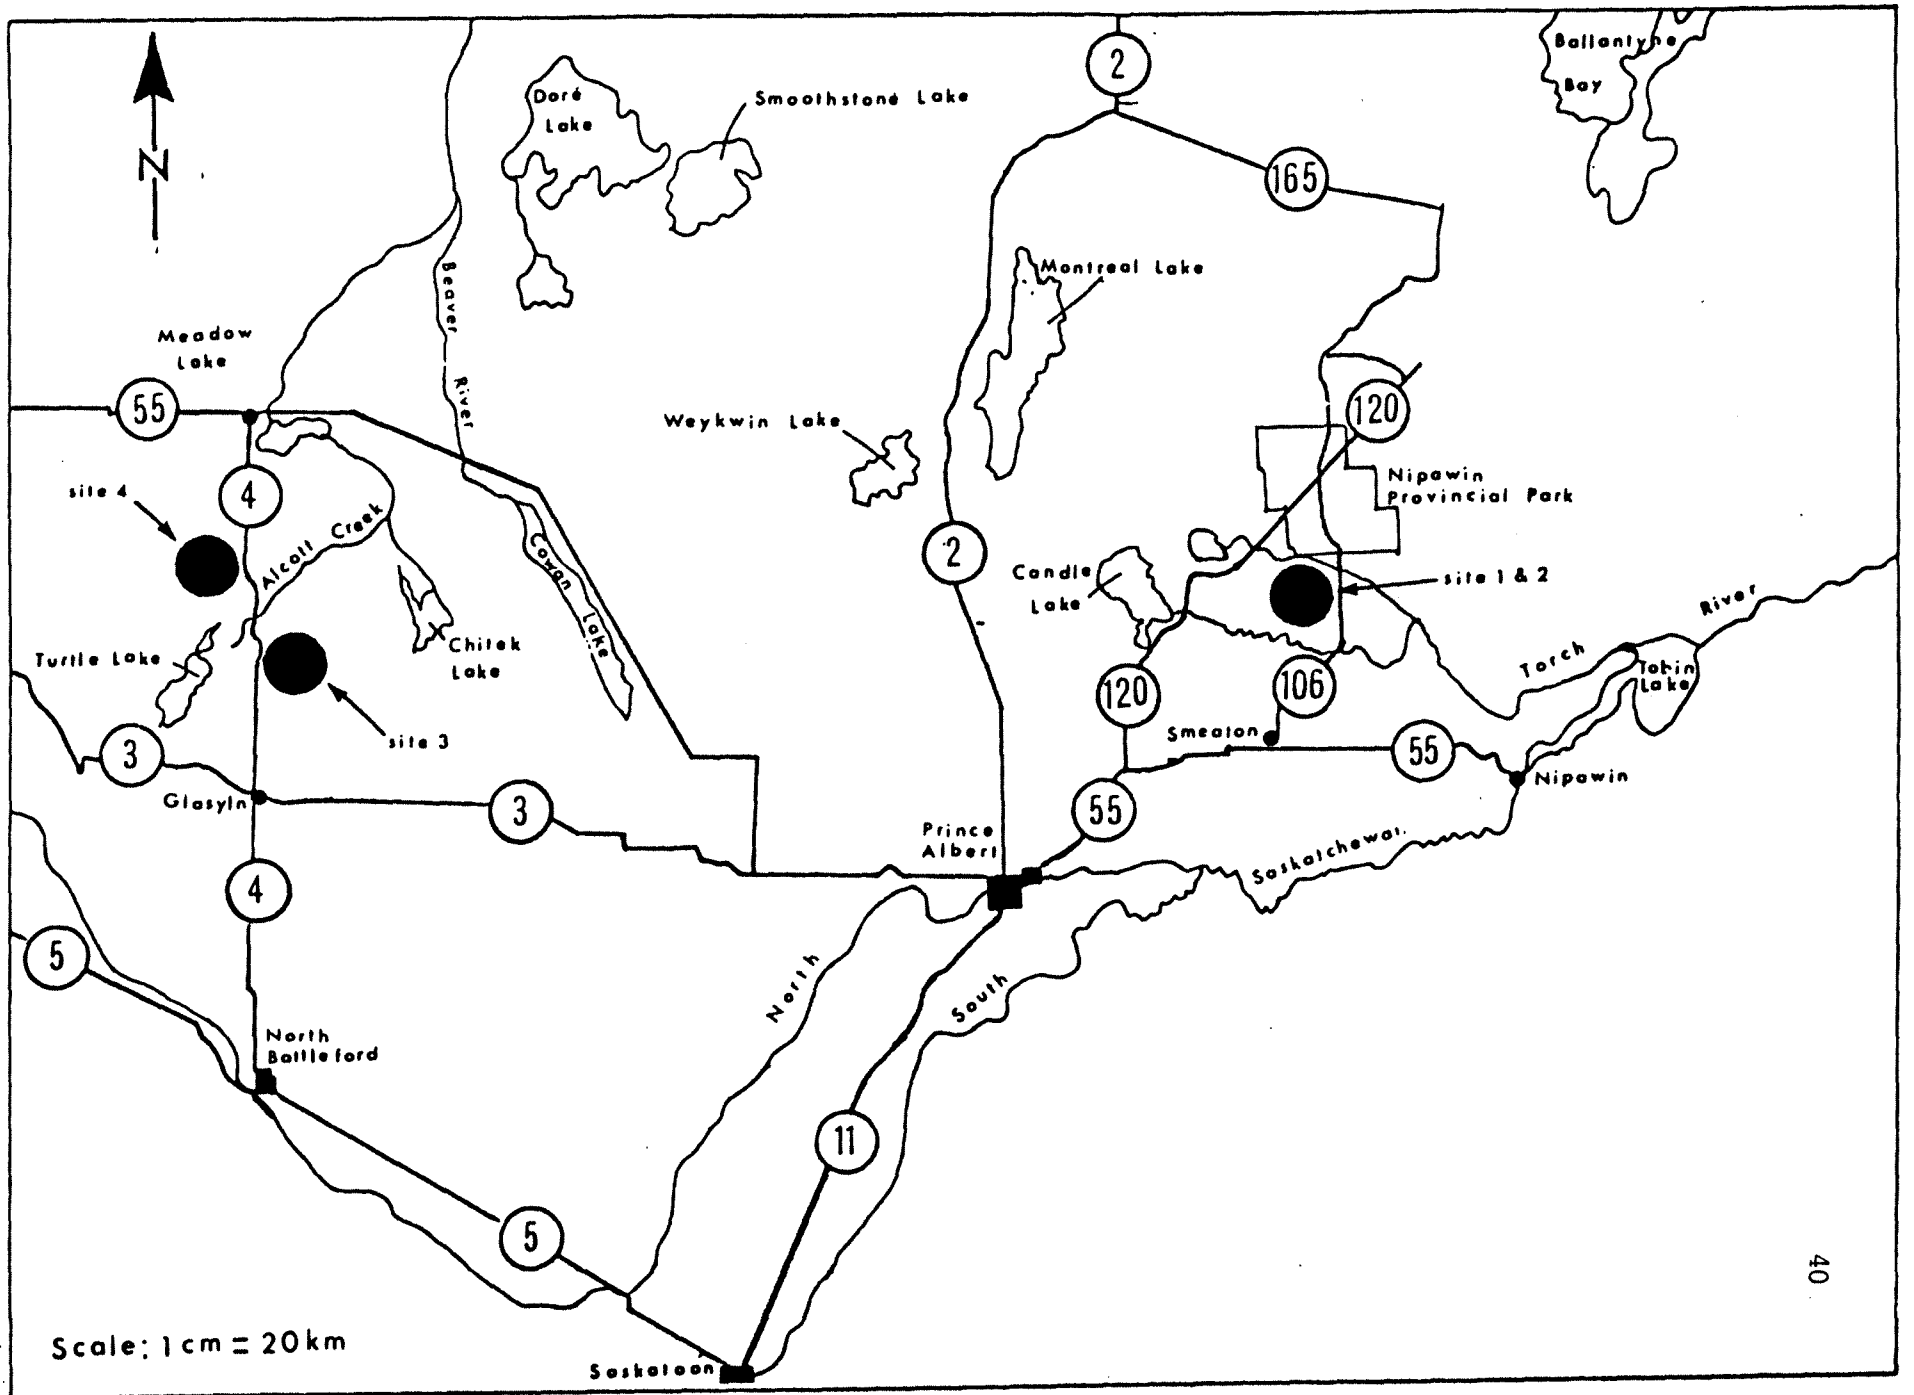 Ballantyne
Bay
2
Doré
Lake
Smoothstone Lake
N
165
Montreal Lake
Beaver River
Meadow
Lake
55
120
Weykwin Lake
Nipawin
Provincial Park
site 4
4
Alcott Creek
Cowan Lake
2
Candle
Lake
site 1 & 2
River
Torch
Chitek
Lake
Turtle Lake
Tobin
Lake
120
106
Smeaton
site 3
3
55
Nipawin
Glasyln
3
55
Prince
Albert
Saskatchewan
4
5
North
South
North
Battleford
11
5
40
Scale: 1 cm = 20 km
Saskatoon